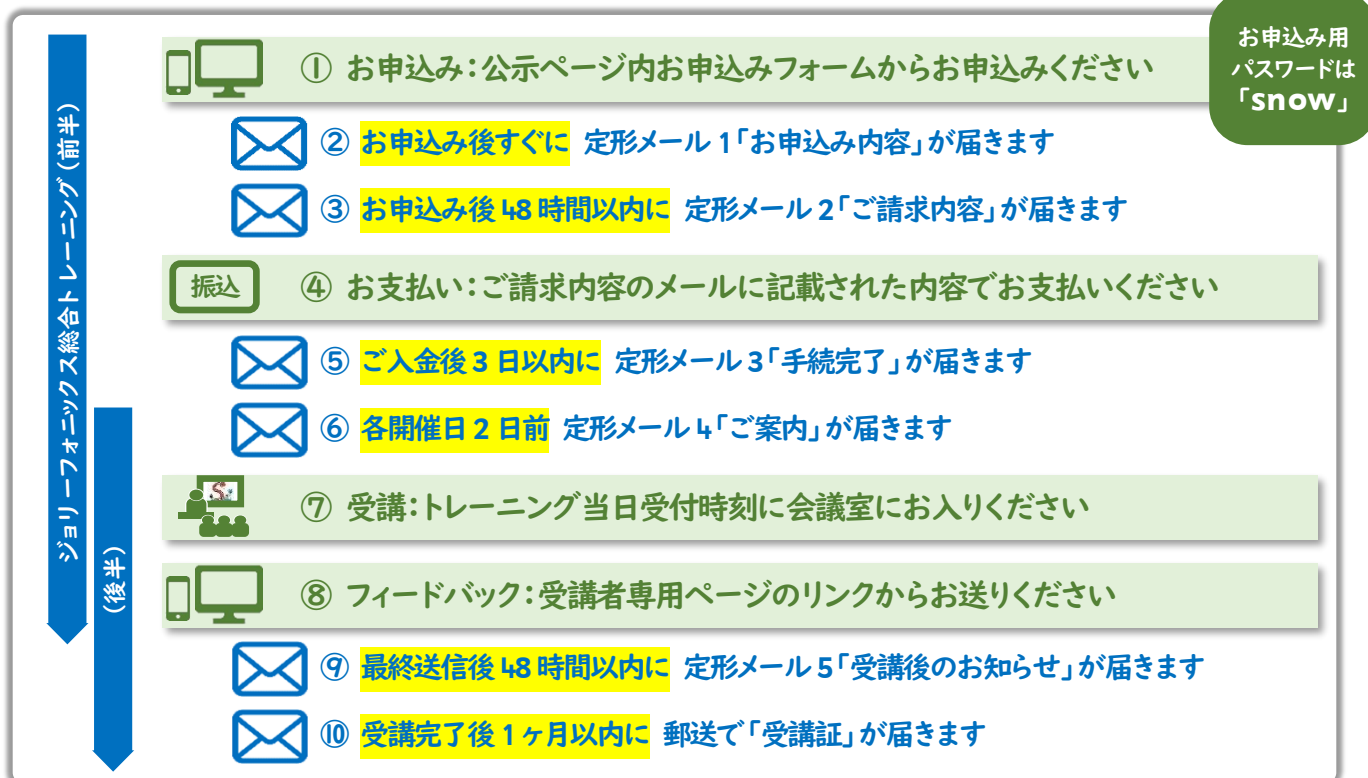 お申込み用
パスワードは
「snow」
ジョリーフォニックス総合トレーニング(前半)
(後半)
① お申込み:公示ページ内お申込みフォームからお申込みください
② お申込み後すぐに 定形メール 1「お申込み内容」が届きます
③ お申込み後 48 時間以内に 定形メール 2「ご請求内容」が届きます
振込 ④ お支払い:ご請求内容のメールに記載された内容でお支払いください
⑤ ご入金後 3 日以内に 定形メール 3「手続完了」が届きます
⑥ 各開催日 2 日前 定形メール 4「ご案内」が届きます
⑦ 受講:トレーニング当日受付時刻に会議室にお入りください
⑧ フィードバック:受講者専用ページのリンクからお送りください
⑨ 最終送信後 48 時間以内に 定形メール 5「受講後のお知らせ」が届きます
⑩ 受講完了後 1 ヶ月以内に 郵送で「受講証」が届きます